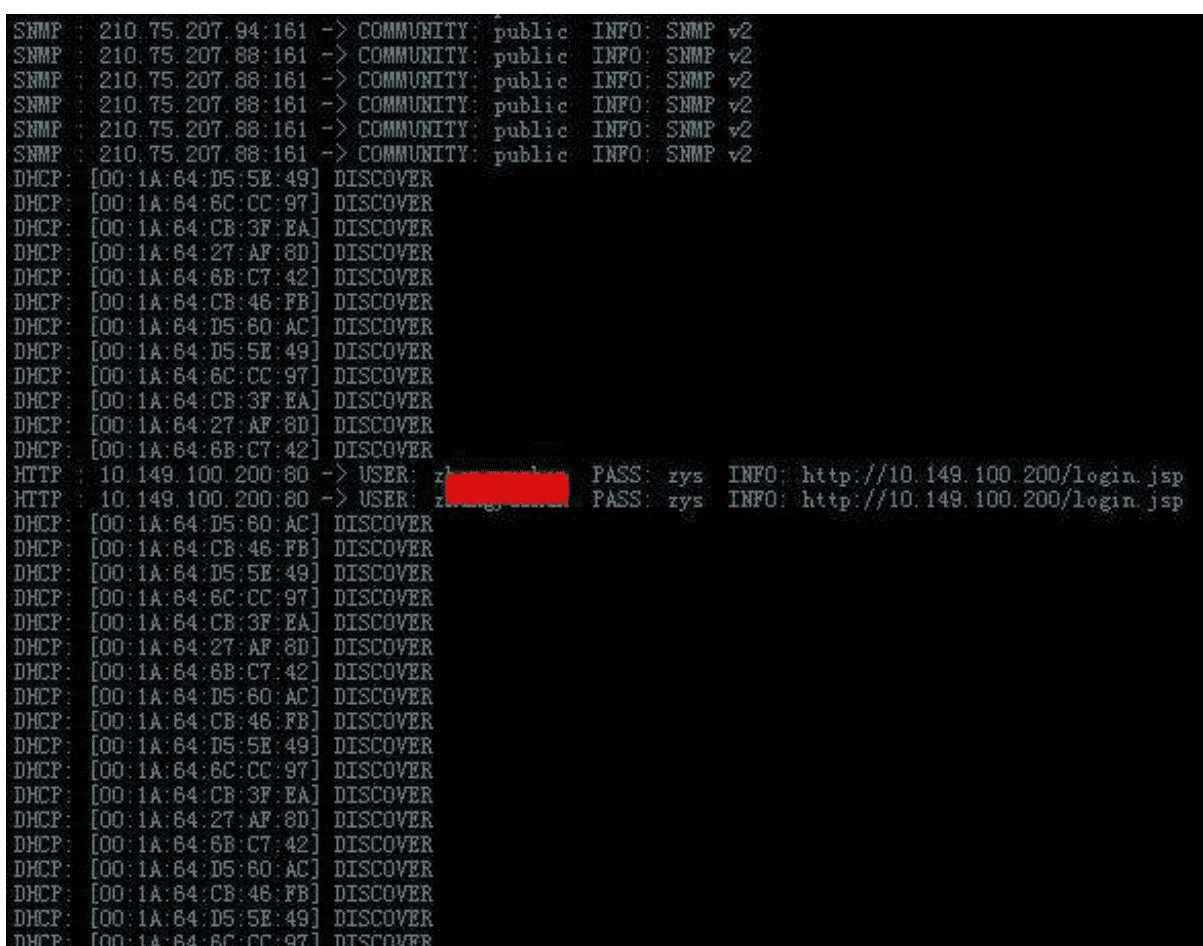 SNMP : 210.75.207.94:161 -> COMMUNITY: public INFO: SNMP v2
SNMP : 210.75.207.88:161 -> COMMUNITY: public INFO: SNMP v2
SNMP : 210.75.207.88:161 -> COMMUNITY: public INFO: SNMP v2
SNMP : 210.75.207.88:161 -> COMMUNITY: public INFO: SNMP v2
SNMP : 210.75.207.88:161 -> COMMUNITY: public INFO: SNMP v2
SNMP : 210.75.207.88:161 -> COMMUNITY: public INFO: SNMP v2
DHCP: [00:1A:64:D5:5E:49] DISCOVER
DHCP: [00:1A:64:6C:CC:97] DISCOVER
DHCP: [00:1A:64:CB:3F:EA] DISCOVER
DHCP: [00:1A:64:27:AF:8D] DISCOVER
DHCP: [00:1A:64:6B:C7:42] DISCOVER
DHCP: [00:1A:64:CB:46:FB] DISCOVER
DHCP: [00:1A:64:D5:60:AC] DISCOVER
DHCP: [00:1A:64:D5:5E:49] DISCOVER
DHCP: [00:1A:64:6C:CC:97] DISCOVER
DHCP: [00:1A:64:CB:3F:EA] DISCOVER
DHCP: [00:1A:64:27:AF:8D] DISCOVER
DHCP: [00:1A:64:6B:C7:42] DISCOVER
HTTP : 10.149.100.200:80 -> USER: PASS: zys INFO: http://10.149.100.200/login.jsp
HTTP : 10.149.100.200:80 -> USER: PASS: zys INFO: http://10.149.100.200/login.jsp
DHCP: [00:1A:64:D5:60:AC] DISCOVER
DHCP: [00:1A:64:CB:46:FB] DISCOVER
DHCP: [00:1A:64:D5:5E:49] DISCOVER
DHCP: [00:1A:64:6C:CC:97] DISCOVER
DHCP: [00:1A:64:CB:3F:EA] DISCOVER
DHCP: [00:1A:64:27:AF:8D] DISCOVER
DHCP: [00:1A:64:6B:C7:42] DISCOVER
DHCP: [00:1A:64:D5:60:AC] DISCOVER
DHCP: [00:1A:64:CB:46:FB] DISCOVER
DHCP: [00:1A:64:D5:5E:49] DISCOVER
DHCP: [00:1A:64:6C:CC:97] DISCOVER
DHCP: [00:1A:64:CB:3F:EA] DISCOVER
DHCP: [00:1A:64:27:AF:8D] DISCOVER
DHCP: [00:1A:64:6B:C7:42] DISCOVER
DHCP: [00:1A:64:D5:60:AC] DISCOVER
DHCP: [00:1A:64:CB:46:FB] DISCOVER
DHCP: [00:1A:64:D5:5E:49] DISCOVER
DHCP: [00:1A:64:6C:CC:97] DISCOVER